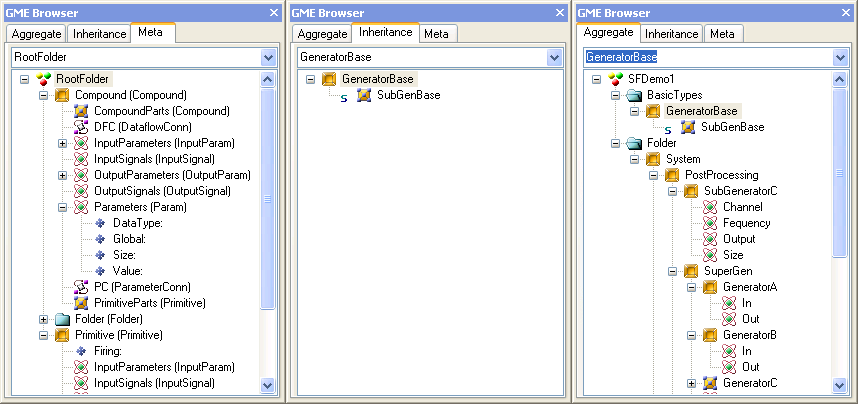 GME Browser
Aggregate Inheritance Meta
RootFolder
RootFolder
Compound (Compound)
CompoundParts (Compound)
DFC (DataflowConn)
InputParameters (InputParam)
InputSignals (InputSignal)
OutputParameters (OutputParam)
OutputSignals (OutputSignal)
Parameters (Param)
DataType:
Global:
Size:
Value:
PC (ParameterConn)
PrimitiveParts (Primitive)
Folder (Folder)
Primitive (Primitive)
Firing:
InputParameters (InputParam)
InputSignals (InputSignal)
GME Browser
Aggregate Inheritance Meta
GeneratorBase
GeneratorBase
S SubGenBase
GME Browser
Aggregate Inheritance Meta
GeneratorBase
SFDemo1
BasicTypes
GeneratorBase
S SubGenBase
Folder
System
PostProcessing
SubGeneratorC
Channel
Fequency
Output
Size
SuperGen
GeneratorA
In
Out
GeneratorB
In
Out
GeneratorC